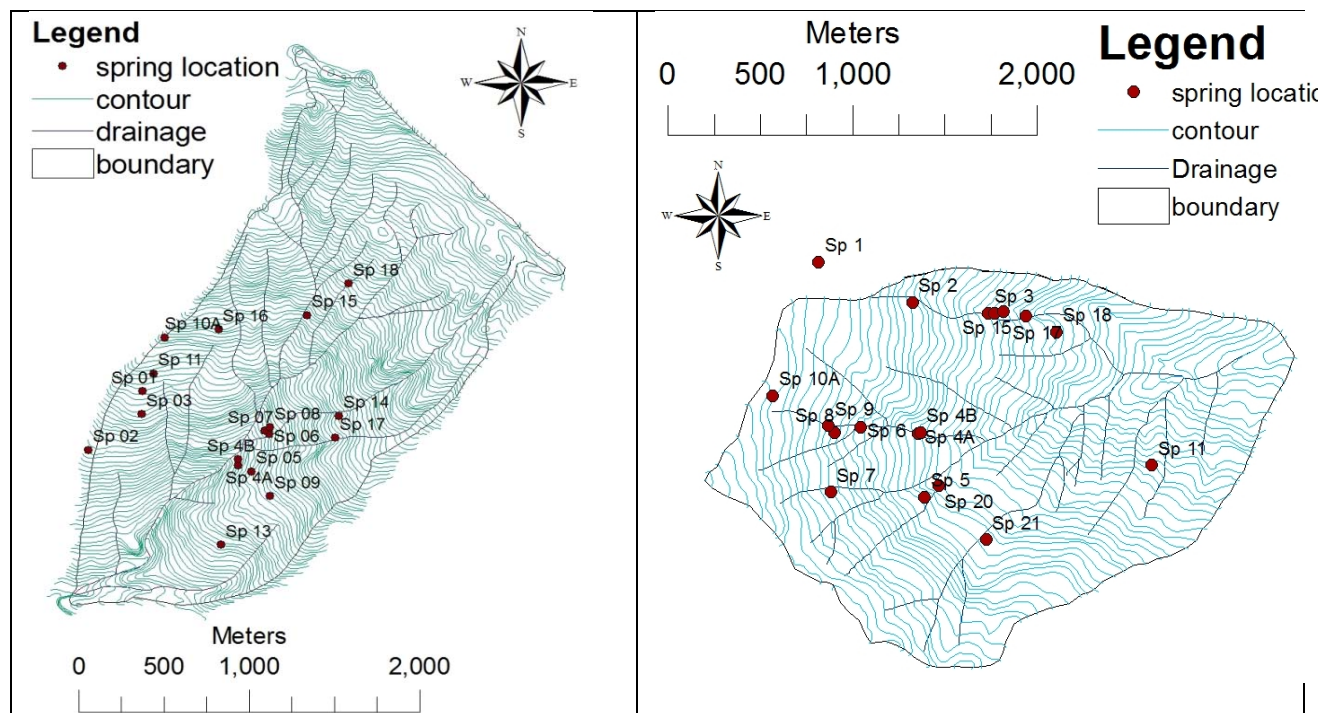 Legend
spring location
contour
drainage
boundary
N
W E
S
Sp 18
Sp 15
Sp 16
Sp 10A
Sp 11
Sp 01
Sp 03
Sp 14
Sp 08
Sp 07
Sp 17
Sp 06
Sp 02
Sp 4B
Sp 05
Sp 4A
Sp 09
Sp 13
Meters
0 500 1,000 2,000
Meters
0 500 1,000 2,000
Legend
spring locatio
contour
Drainage
boundary
N
W E
S
Sp 1
Sp 2
Sp 3
Sp 18
Sp 15
Sp 17
Sp 10A
Sp 9
Sp 8
Sp 4B
Sp 6
Sp 4A
Sp 11
Sp 7
Sp 5
Sp 20
Sp 21